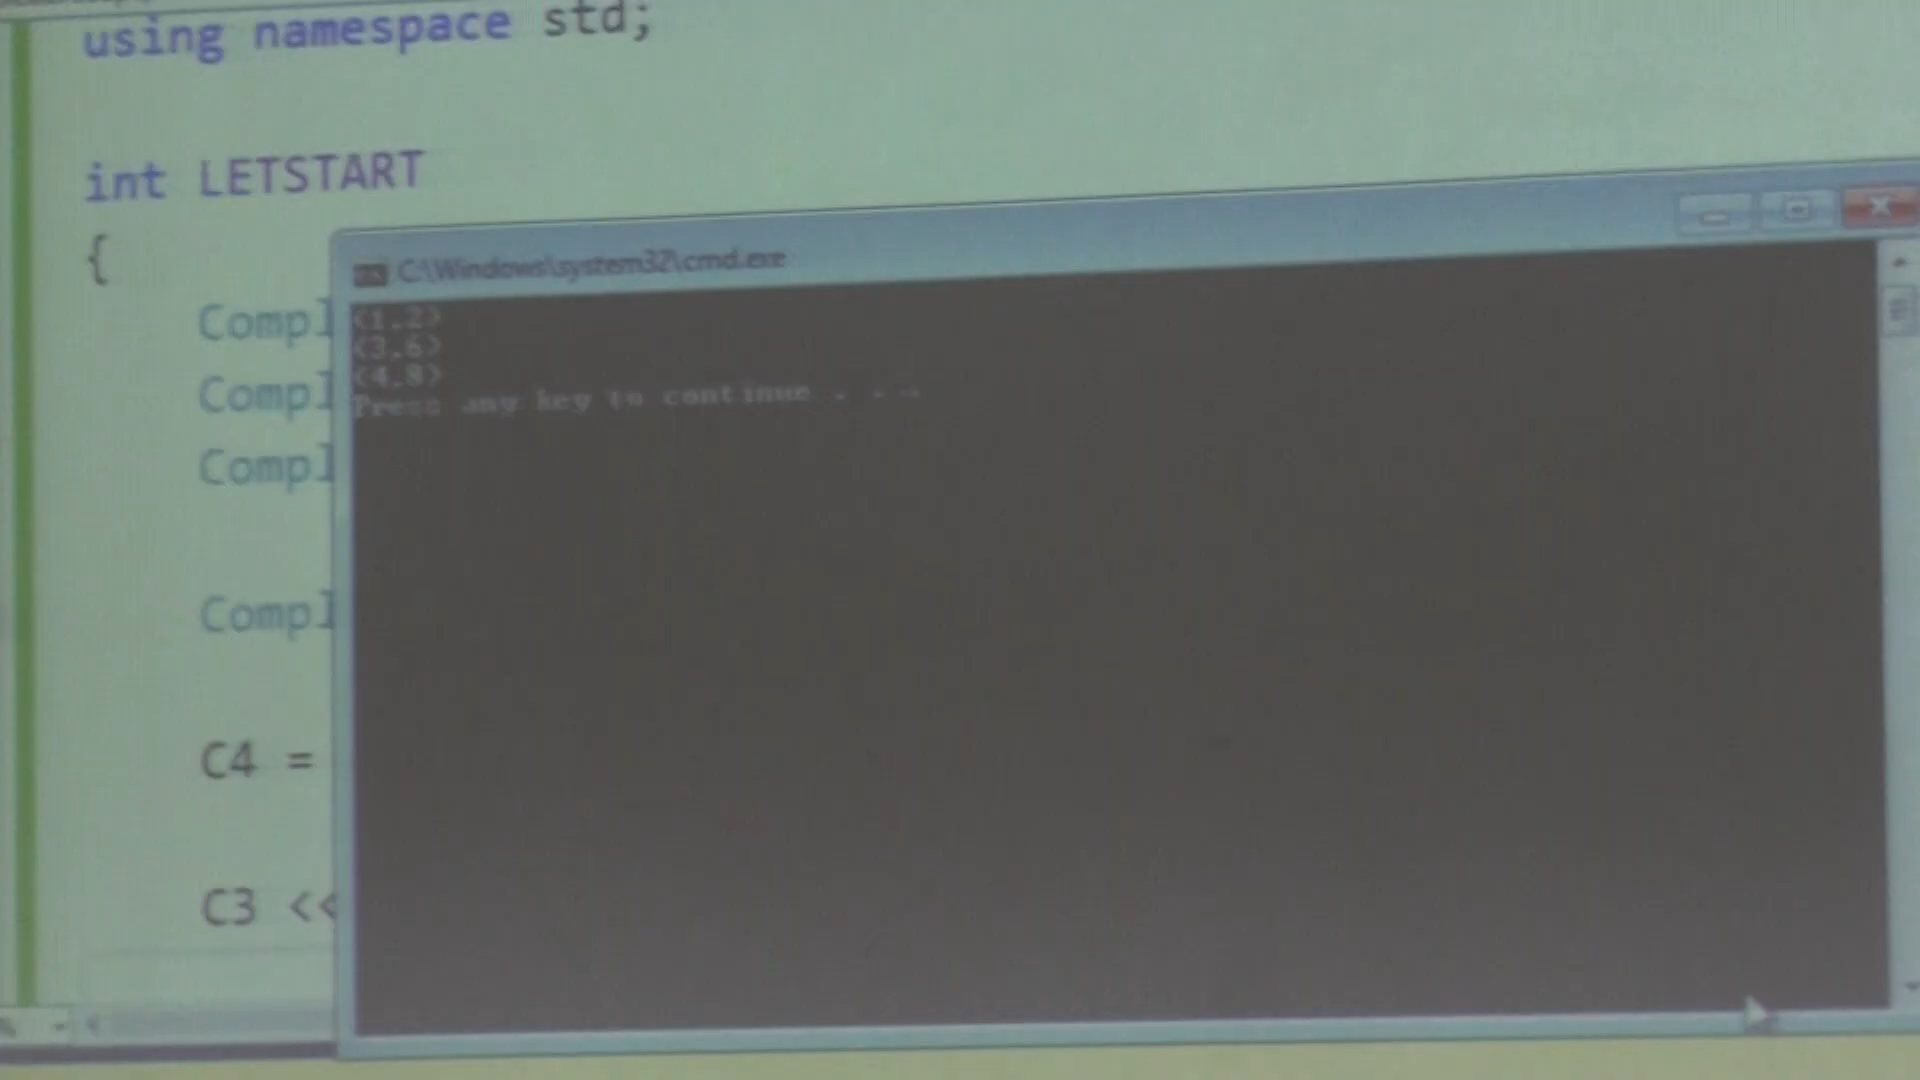 using namespace std;
int LETSTART
{
C:\Windows\system32\cmd.exe
Compl
(1,2)
(3,6)
(4,8)
Press any key to continue . . .
Compl
Compl
Compl
C4 =
C3 <<